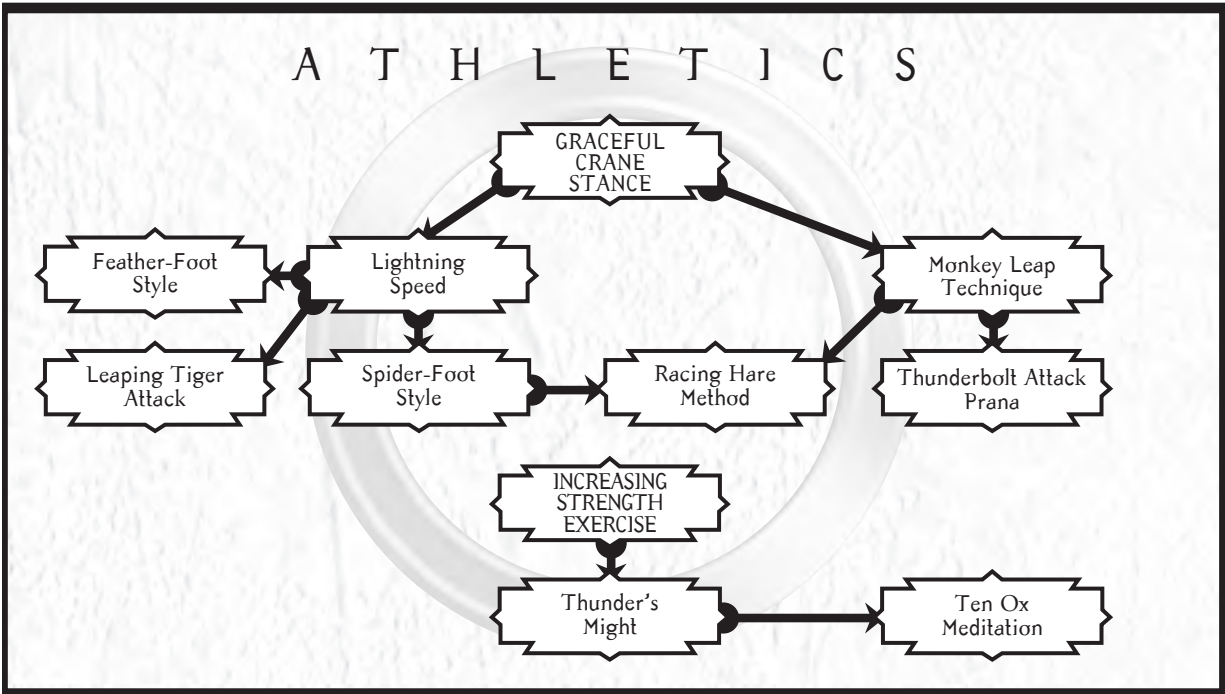 ATHLETICS
GRACEFUL
CRANE
STANCE
Feather-Foot
Style
Lightning
Speed
Monkey Leap
Technique
Leaping Tiger
Attack
Spider-Foot
Style
Racing Hare
Method
Thunderbolt Attack
Prana
INCREASING
STRENGTH
EXERCISE
Thunder's
Might
Ten Ox
Meditation